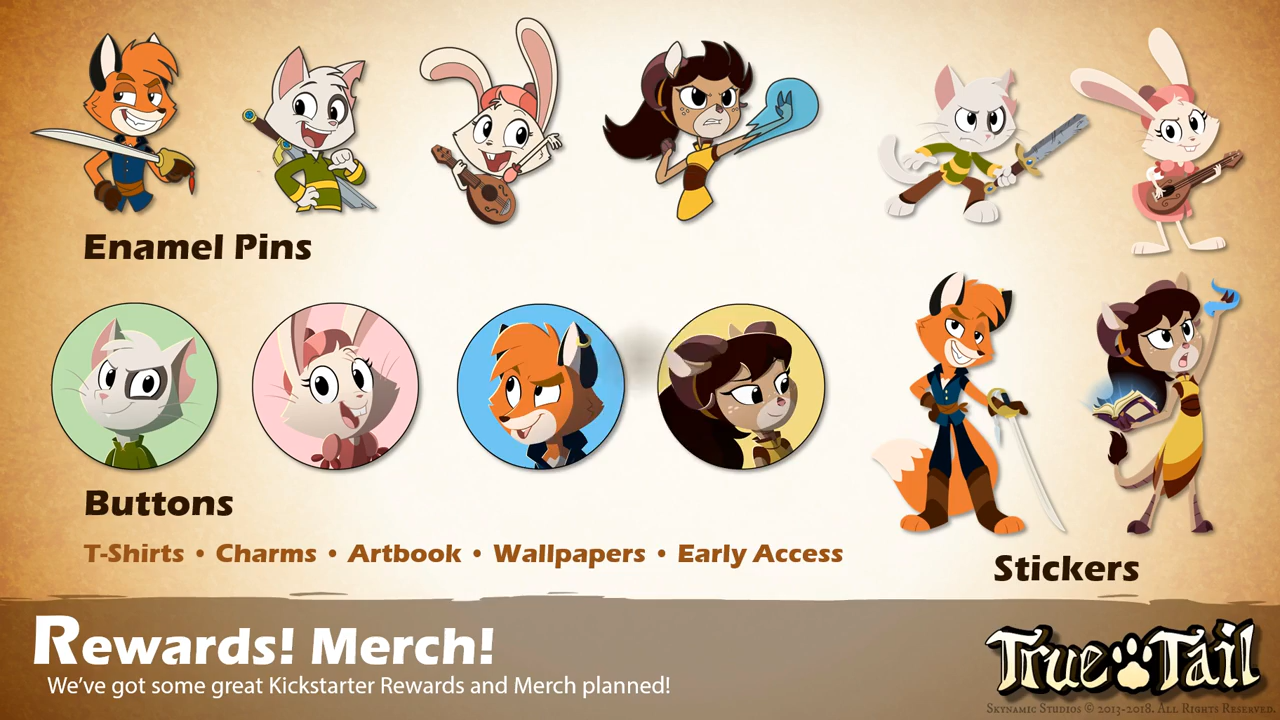 Enamel Pins
Buttons
T-Shirts • Charms • Artbook • Wallpapers • Early Access
Stickers
Rewards! Merch!
We've got some great Kickstarter Rewards and Merch planned!
True Tail
Skynamic Studios © 2013-2018. All Rights Reserved.